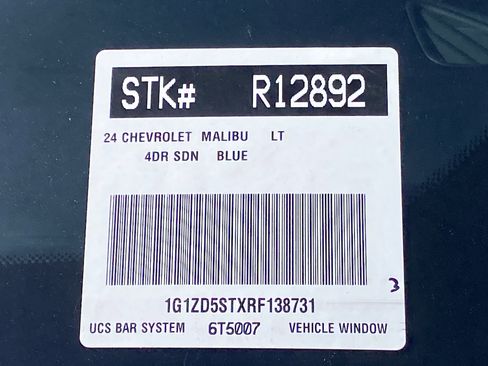 STK# R12892
24 CHEVROLET MALIBU LT
4DR SDN BLUE
3
1G1ZD5STXRF138731
UCS BAR SYSTEM 6T5007 VEHICLE WINDOW